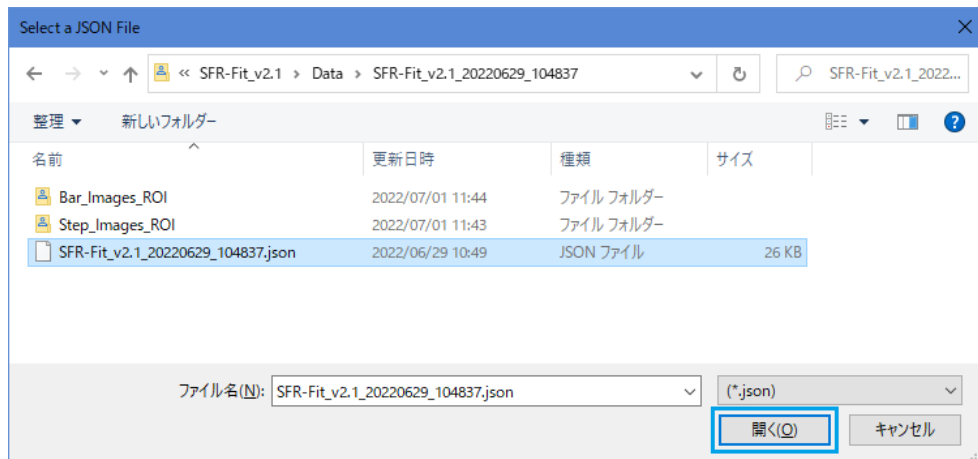 Select a JSON File
« SFR-Fit_v2.1 › Data › SFR-Fit_v2.1_20220629_104837
SFR-Fit_v2.1_2022...
整理 新しいフォルダー
名前 更新日時 種類 サイズ
Bar_Images_ROI 2022/07/01 11:44 ファイル フォルダー
Step_Images_ROI 2022/07/01 11:43 ファイル フォルダー
SFR-Fit_v2.1_20220629_104837.json 2022/06/29 10:49 JSON ファイル 26 KB
ファイル名(N): SFR-Fit_v2.1_20220629_104837.json (*.json)
開く(O) キャンセル